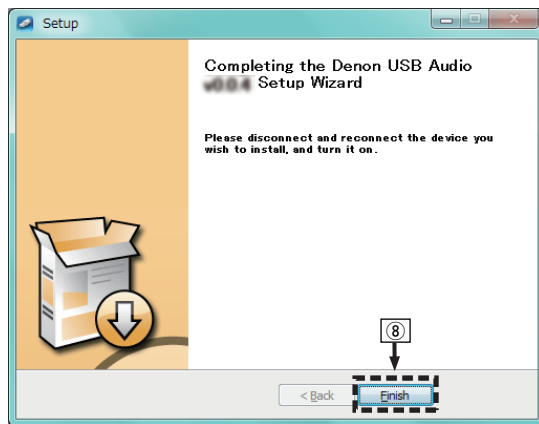 Setup
Completing the Denon USB Audio
Setup Wizard
Please disconnect and reconnect the device you
wish to install, and turn it on.
⑧
< Back
Finish